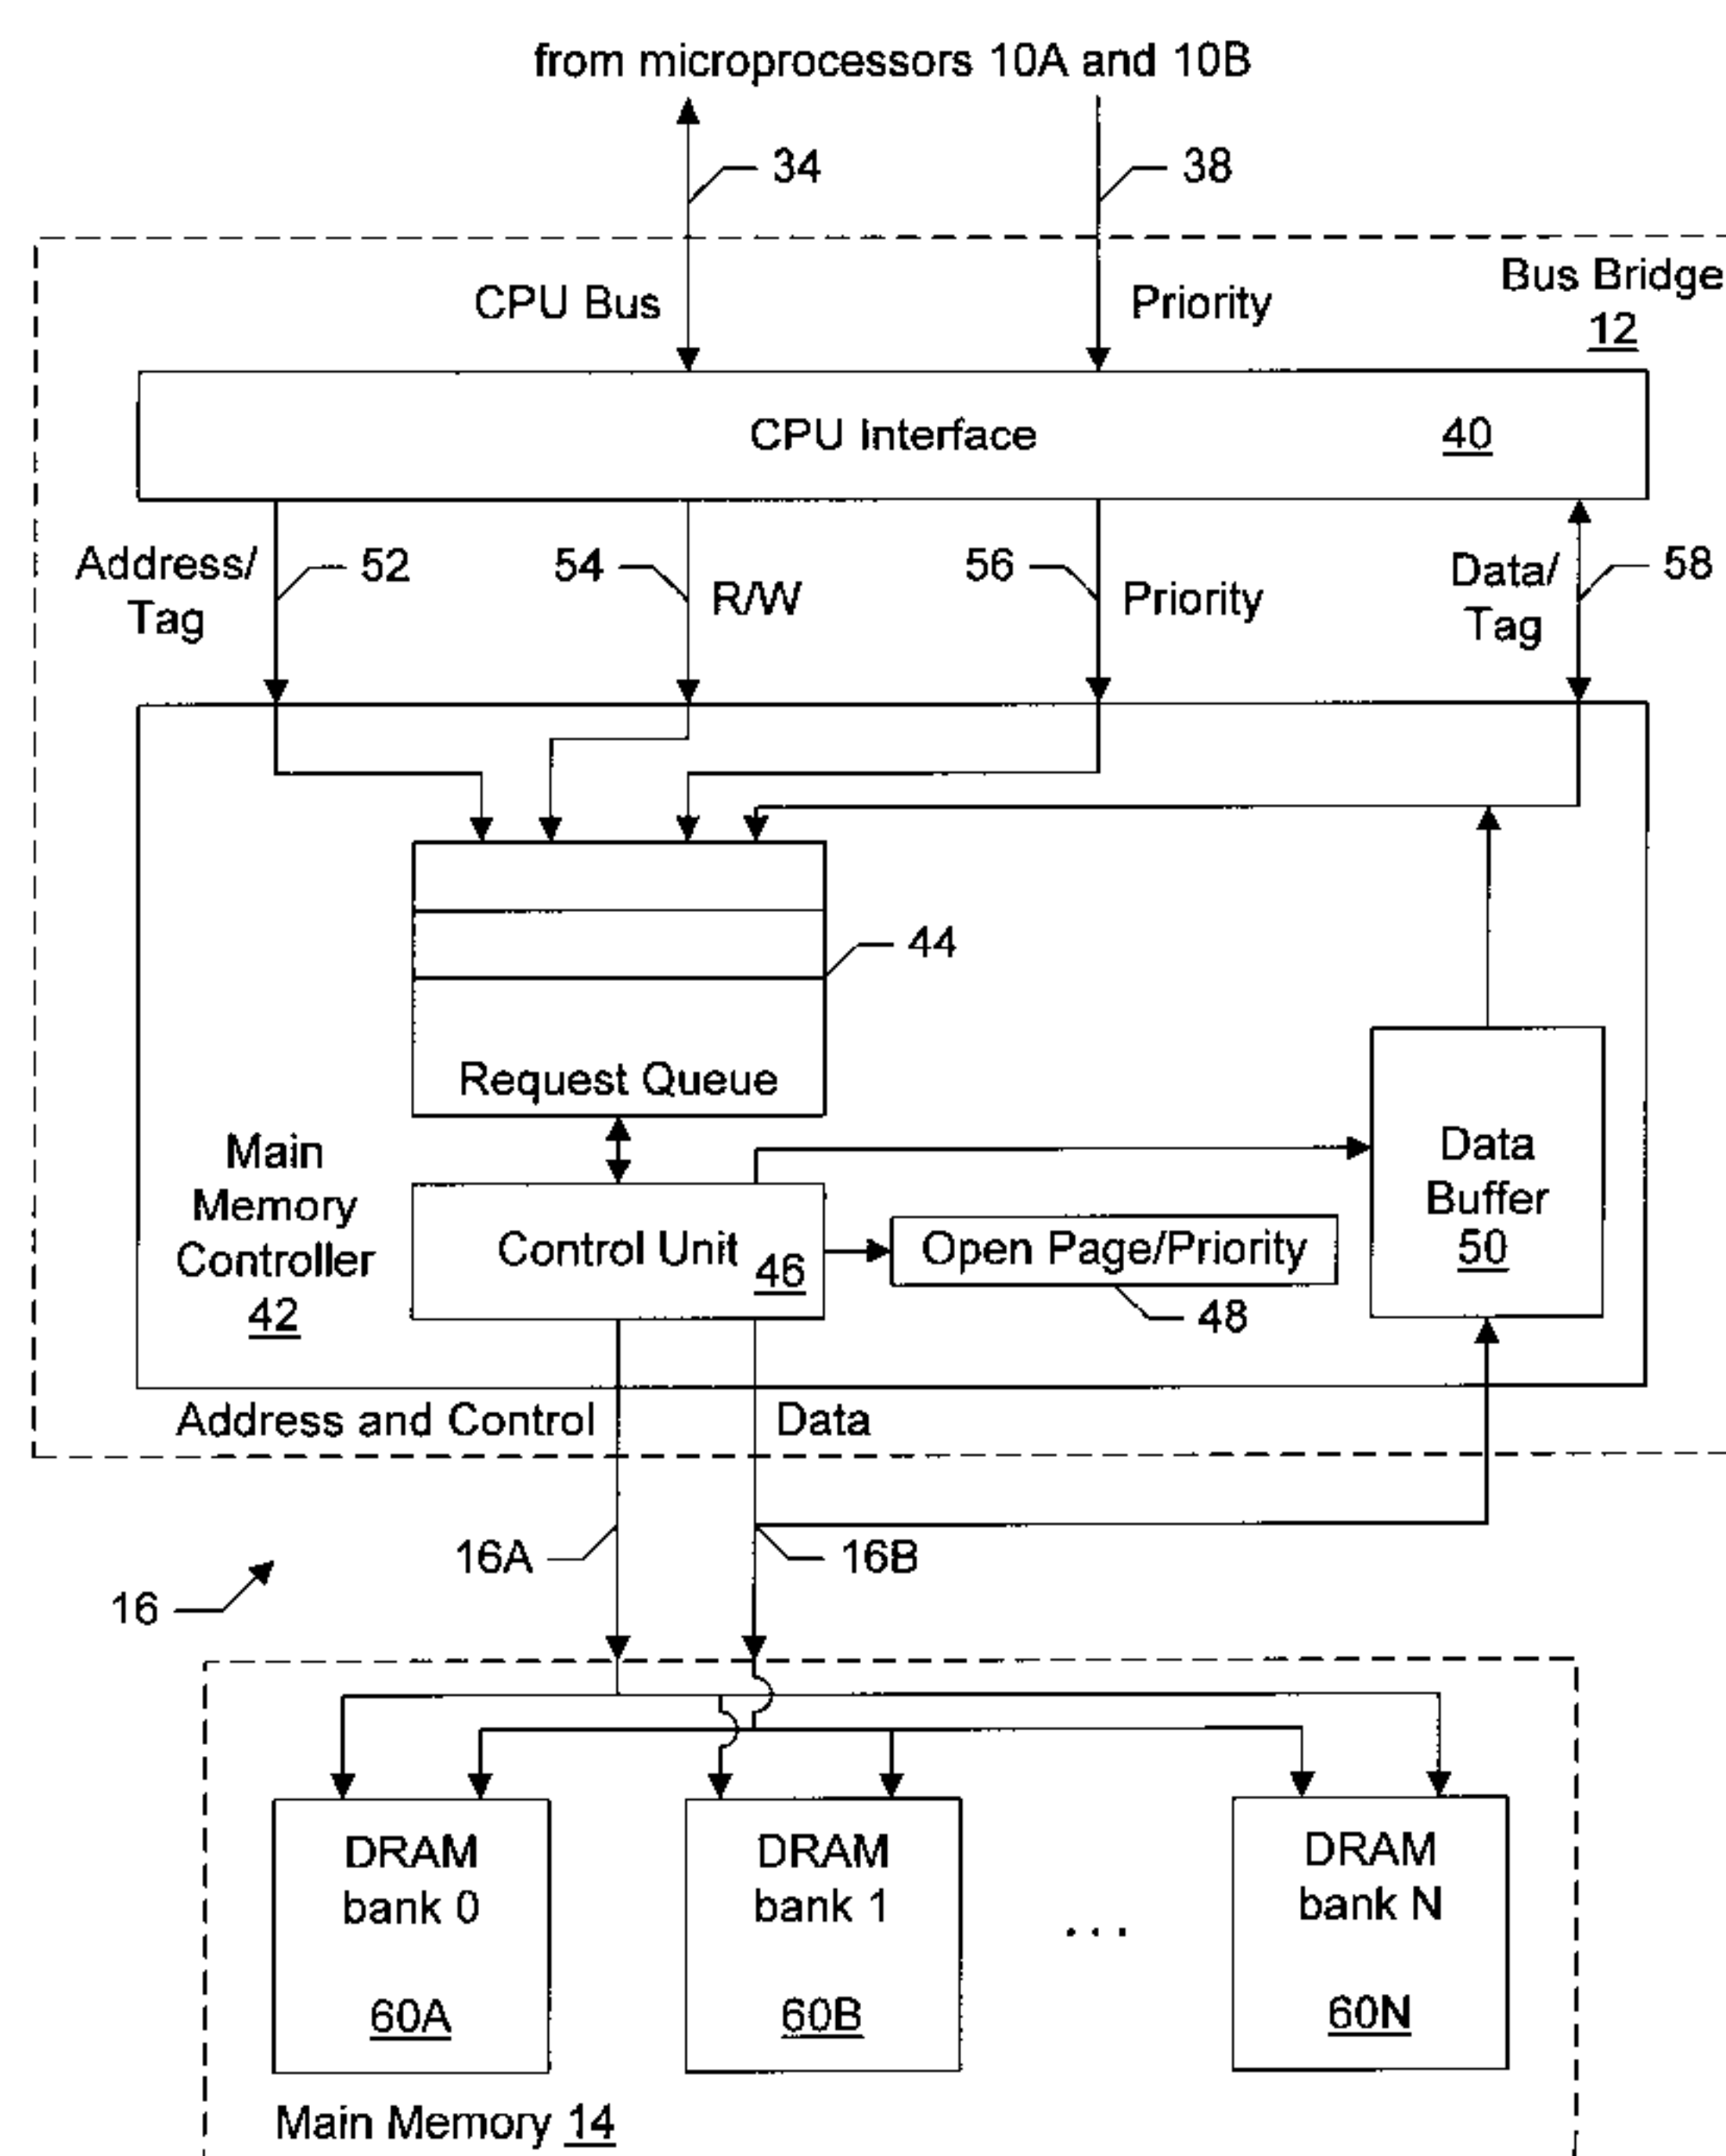 from microprocessors 10A and 10B
34
38
CPU Bus
Priority
Bus Bridge
12
CPU Interface
40
Address/
Tag
52
54
R/W
56
Priority
Data/
Tag
58
44
Request Queue
Main
Memory
Controller
42
Control Unit
46
Open Page/Priority
48
Data
Buffer
50
Address and Control
Data
16A
16B
16
DRAM
bank 0
60A
DRAM
bank 1
60B
...
DRAM
bank N
60N
Main Memory 14